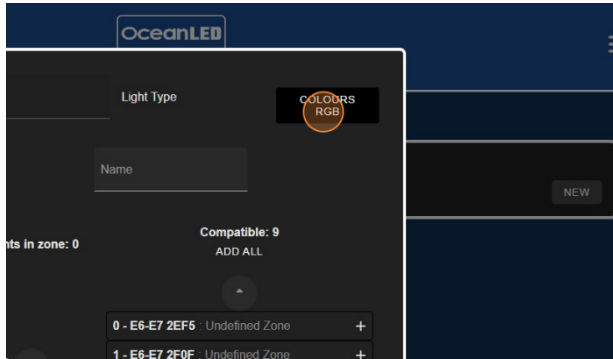 OceanLED
Light Type
COLOURS
RGB
Name
NEW
nts in zone: 0
Compatible: 9
ADD ALL
0 - E6-E7 2EF5 : Undefined Zone +
1 - E6-E7 2F0F : Undefined Zone +